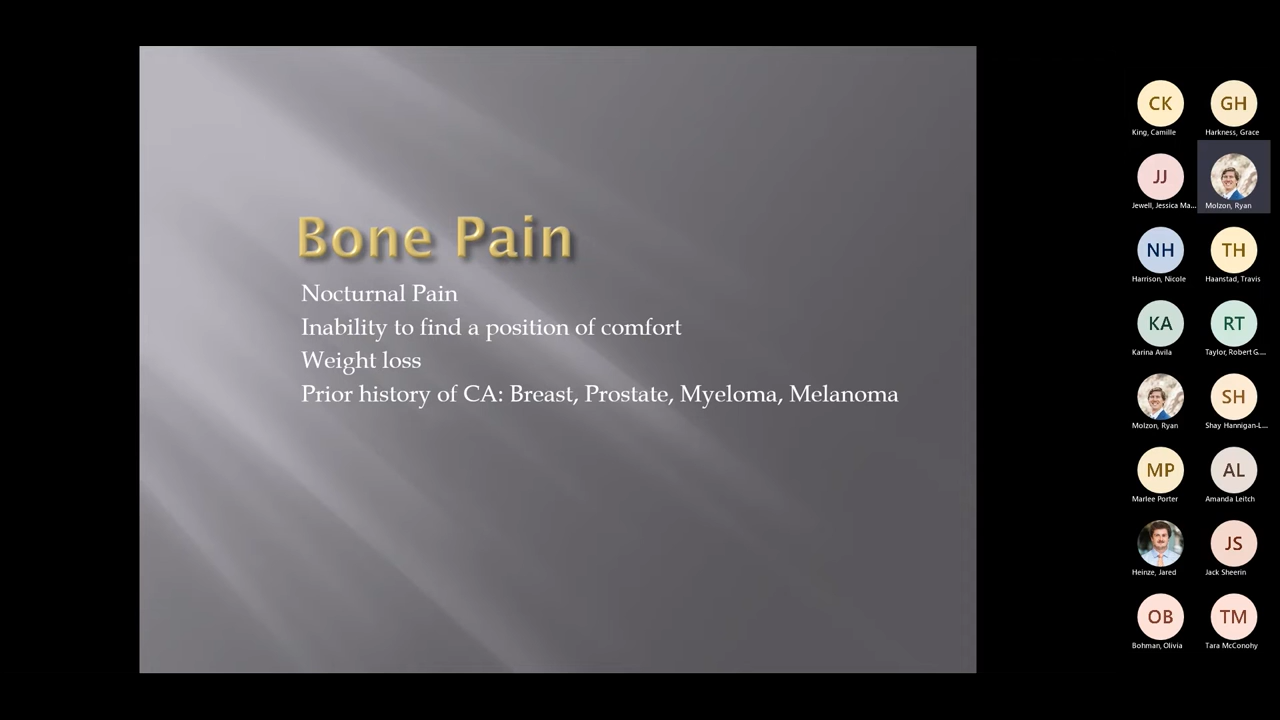 Bone Pain
Nocturnal Pain
Inability to find a position of comfort
Weight loss
Prior history of CA: Breast, Prostate, Myeloma, Melanoma
CK
King, Camille
GH
Harkness, Grace
JJ
Jewell, Jessica Ma...
Molzon, Ryan
NH
Harrison, Nicole
TH
Haanstad, Travis
KA
Karina Avila
RT
Taylor, Robert G....
Molzon, Ryan
SH
Shay Hannigan-L...
MP
Marlee Porter
AL
Amanda Leitch
Heinze, Jared
JS
Jack Sheerin
OB
Bohman, Olivia
TM
Tara McConohy